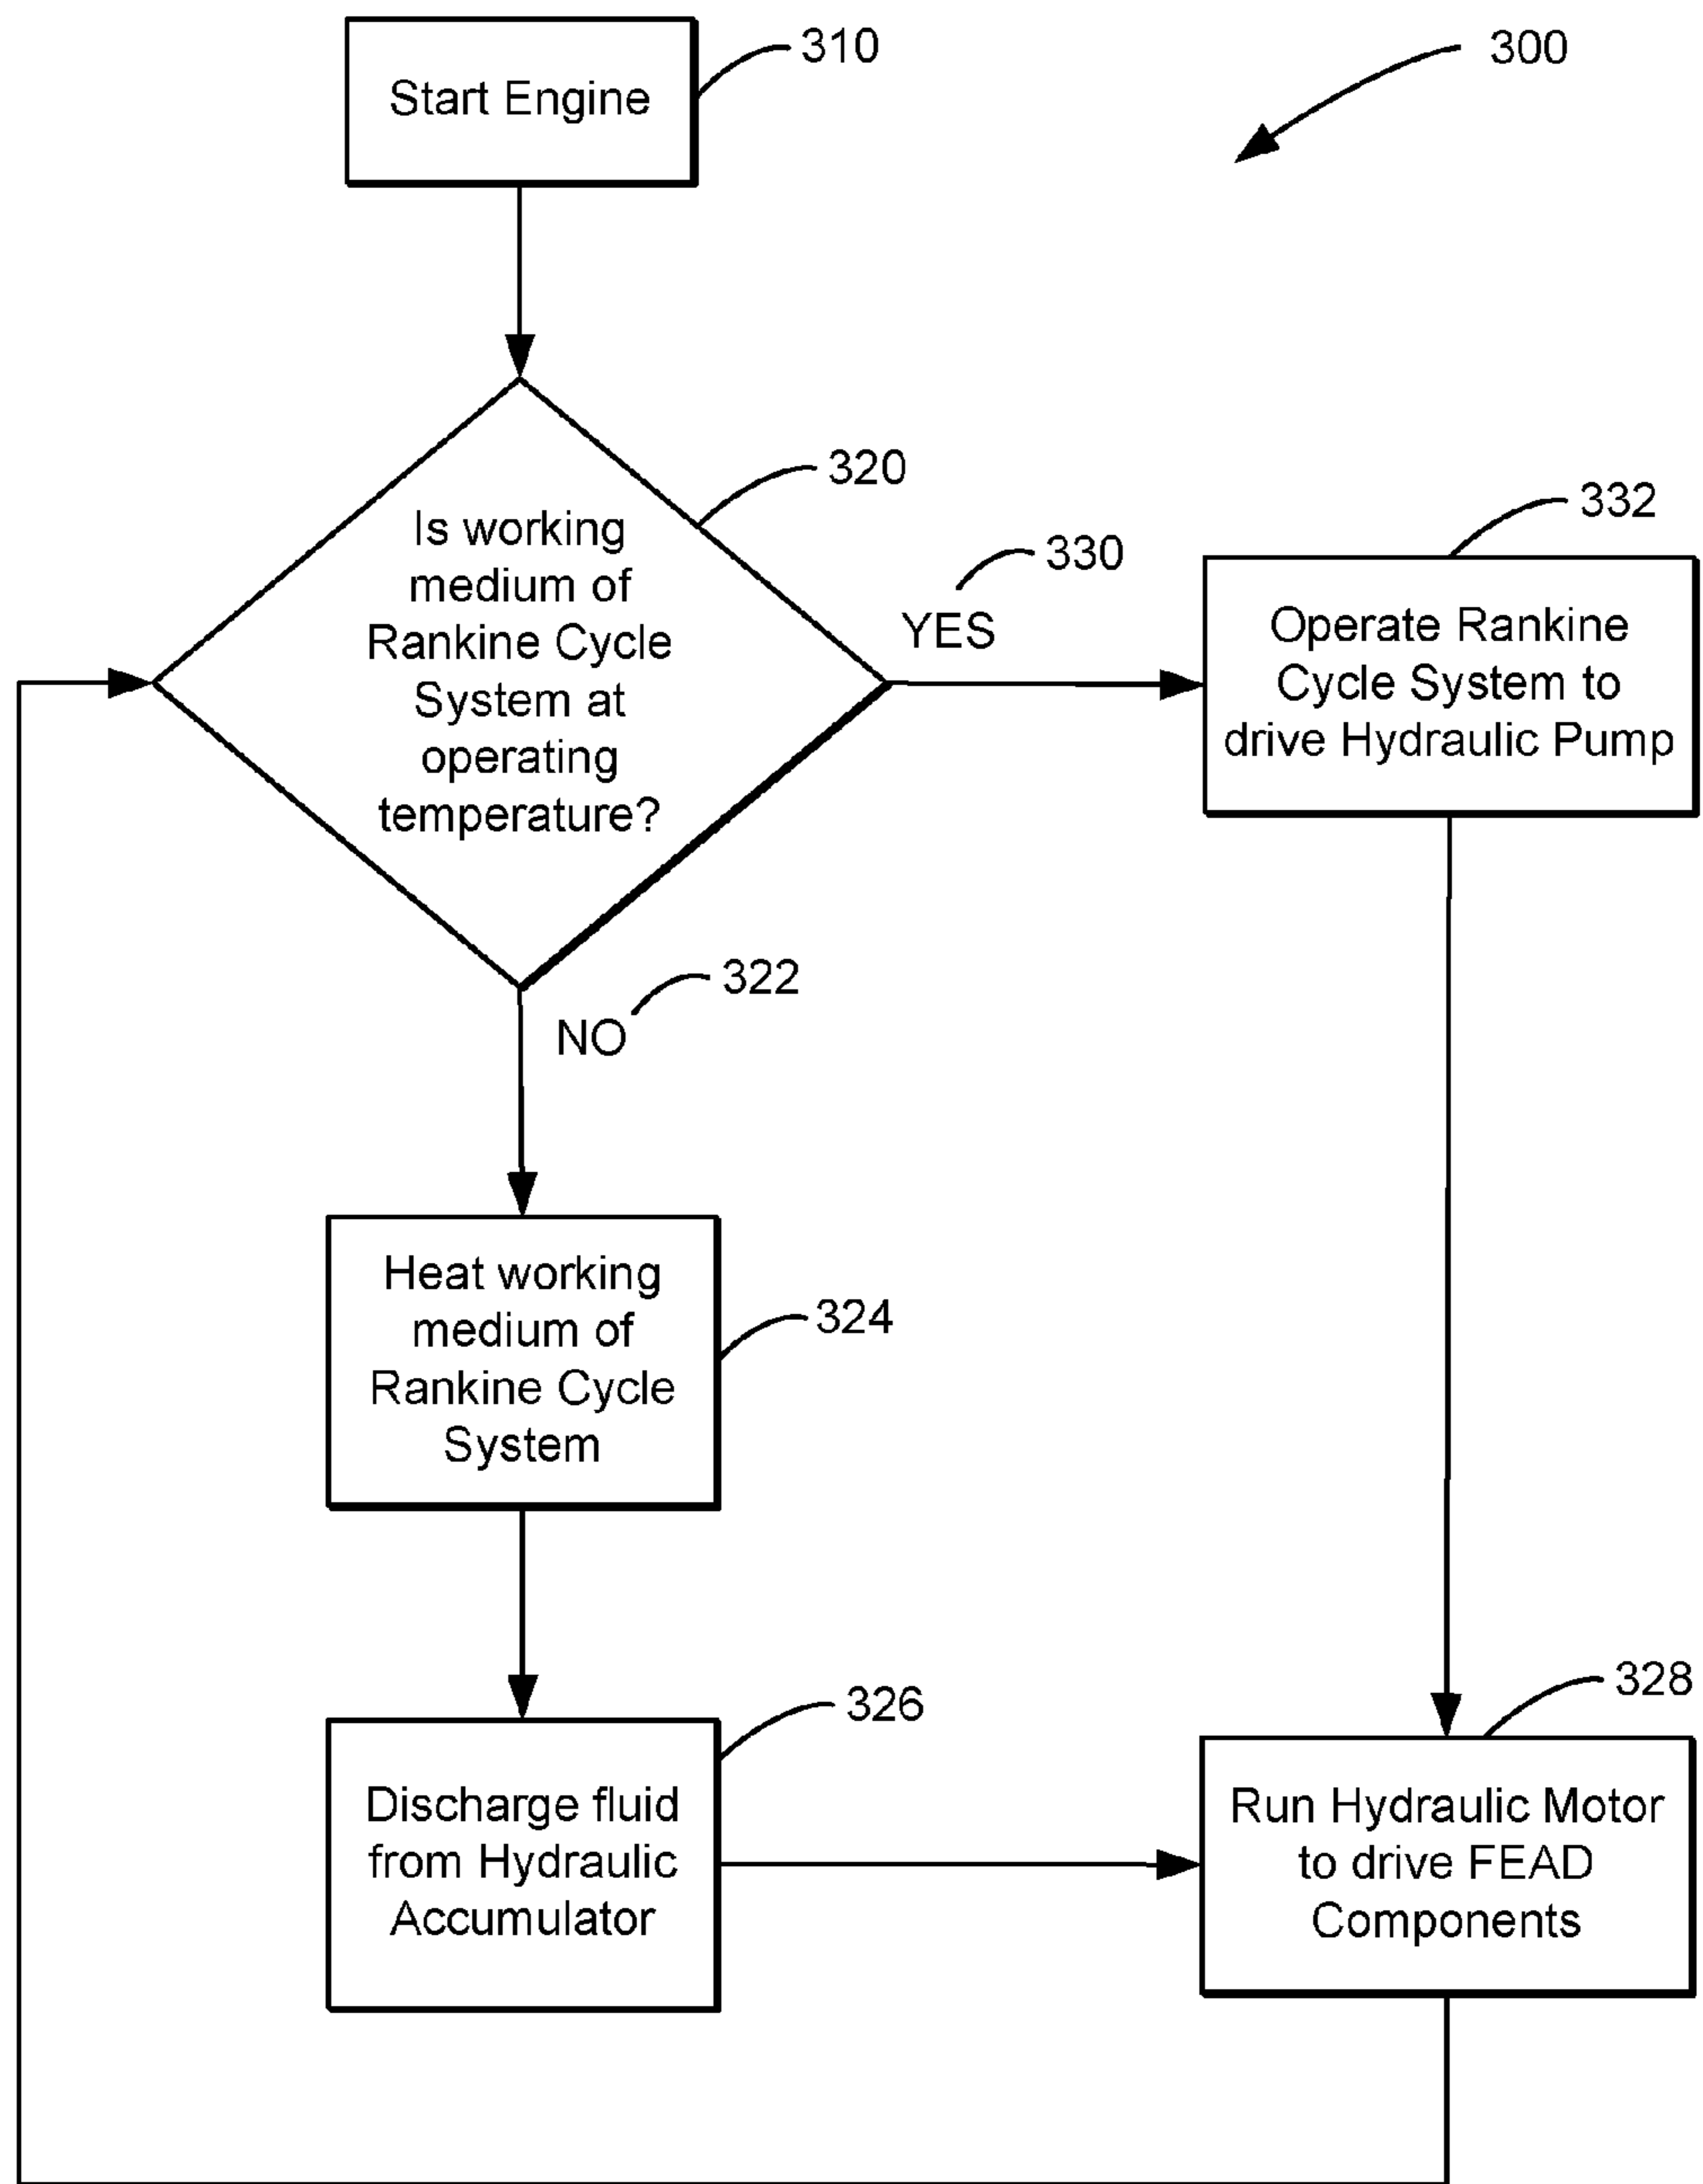 310
300
Start Engine
320
Is working
medium of
Rankine Cycle
System at
operating
temperature?
330
YES
332
Operate Rankine
Cycle System to
drive Hydraulic Pump
322
NO
Heat working
medium of
Rankine Cycle
System
324
326
Discharge fluid
from Hydraulic
Accumulator
328
Run Hydraulic Motor
to drive FEAD
Components